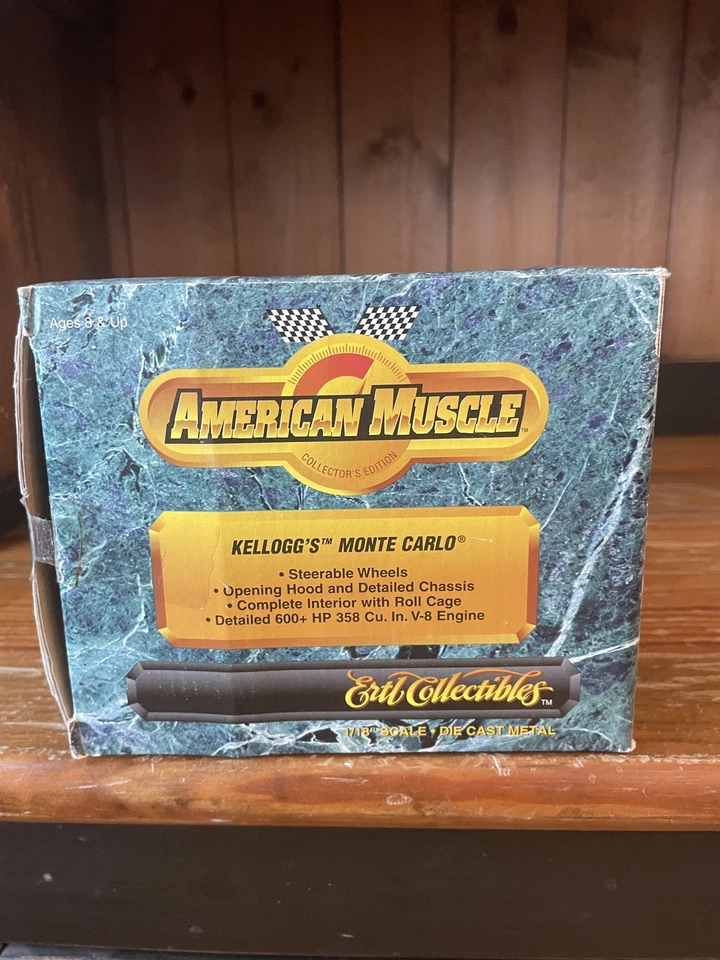 Ages 8 & Up
AMERICAN MUSCLE™
COLLECTOR'S EDITION
KELLOGG'S™ MONTE CARLO®
• Steerable Wheels
• Opening Hood and Detailed Chassis
• Complete Interior with Roll Cage
• Detailed 600+ HP 358 Cu. In. V-8 Engine
Ertl Collectibles™
1/18" SCALE • DIE CAST METAL